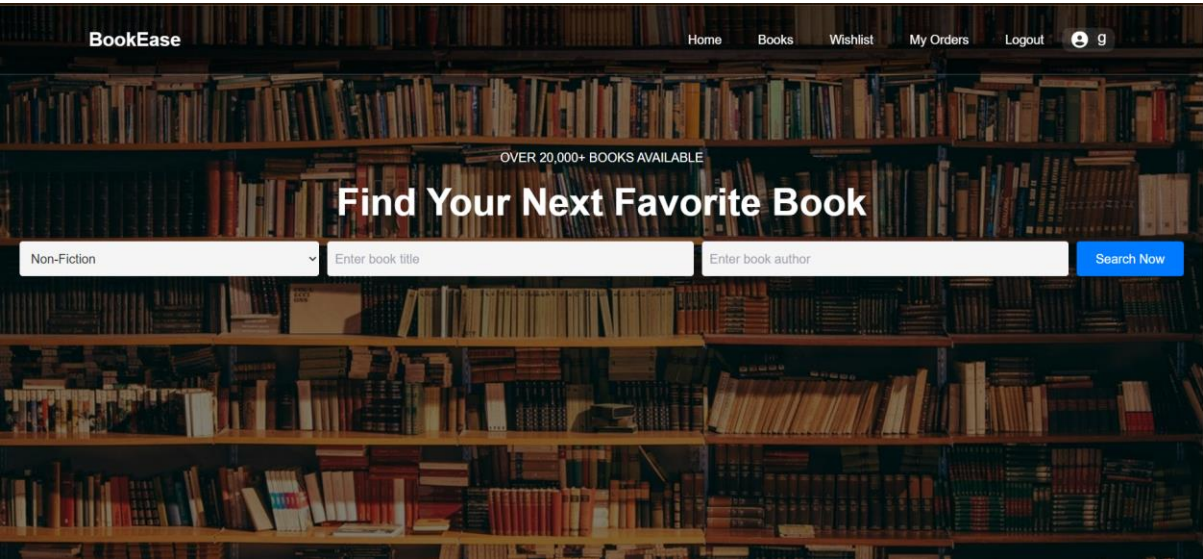 BookEase
Home Books Wishlist My Orders Logout g
OVER 20,000+ BOOKS AVAILABLE
Find Your Next Favorite Book
Non-Fiction Enter book title Enter book author Search Now